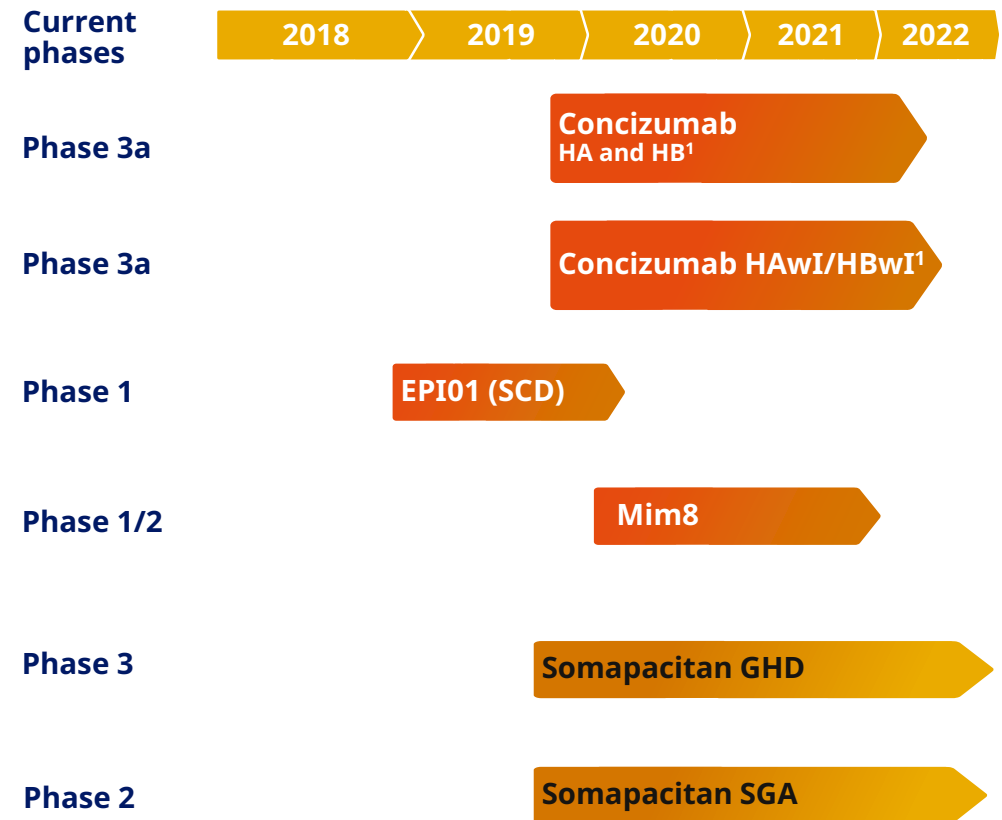 Current
phases
2018 2019 2020 2021 2022
Phase 3a
Concizumab
HA and HB¹
Phase 3a
Concizumab HAwI/HBwI¹
Phase 1
EPI01 (SCD)
Phase 1/2
Mim8
Phase 3
Somapacitan GHD
Phase 2
Somapacitan SGA